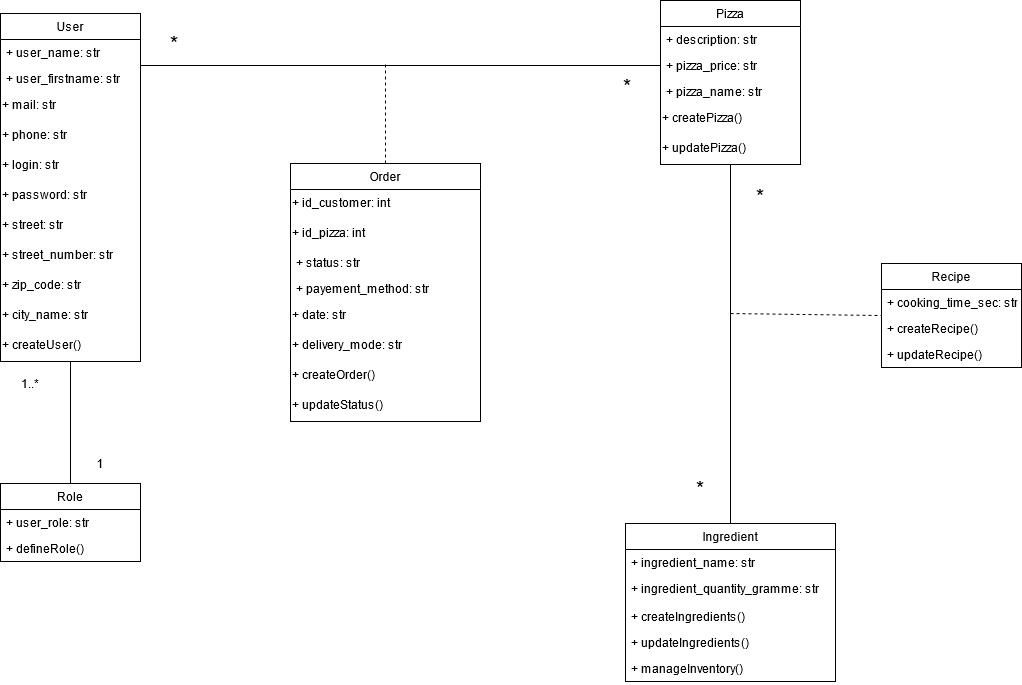 User
+ user_name: str
+ user_firstname: str
+ mail: str
+ phone: str
+ login: str
+ password: str
+ street: str
+ street_number: str
+ zip_code: str
+ city_name: str
+ createUser()
*
*
Pizza
+ description: str
+ pizza_price: str
+ pizza_name: str
+ createPizza()
+ updatePizza()
Order
+ id_customer: int
+ id_pizza: int
+ status: str
+ payement_method: str
+ date: str
+ delivery_mode: str
+ createOrder()
+ updateStatus()
*
Recipe
+ cooking_time_sec: str
+ createRecipe()
+ updateRecipe()
1..*
1
Role
+ user_role: str
+ defineRole()
*
Ingredient
+ ingredient_name: str
+ ingredient_quantity_gramme: str
+ createIngredients()
+ updateIngredients()
+ manageInventory()